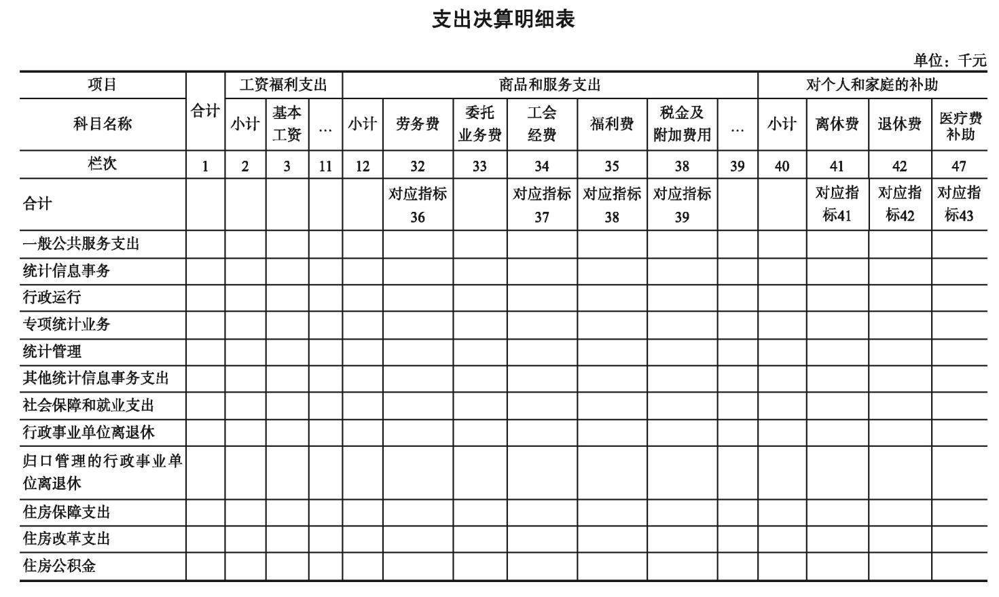 支出决算明细表
单位：千元
项目 合计 工资福利支出 商品和服务支出 对个人和家庭的补助
科目名称 小计 基本工资 … 小计 劳务费 委托业务费 工会经费 福利费 税金及附加费用 … 小计 离休费 退休费 医疗费补助
栏次 1 2 3 11 12 32 33 34 35 38 39 40 41 42 47
合计 对应指标36 对应指标37 对应指标38 对应指标39 对应指标41 对应指标42 对应指标43
一般公共服务支出
统计信息事务
行政运行
专项统计业务
统计管理
其他统计信息事务支出
社会保障和就业支出
行政事业单位离退休
归口管理的行政事业单
位离退休
住房保障支出
住房改革支出
住房公积金